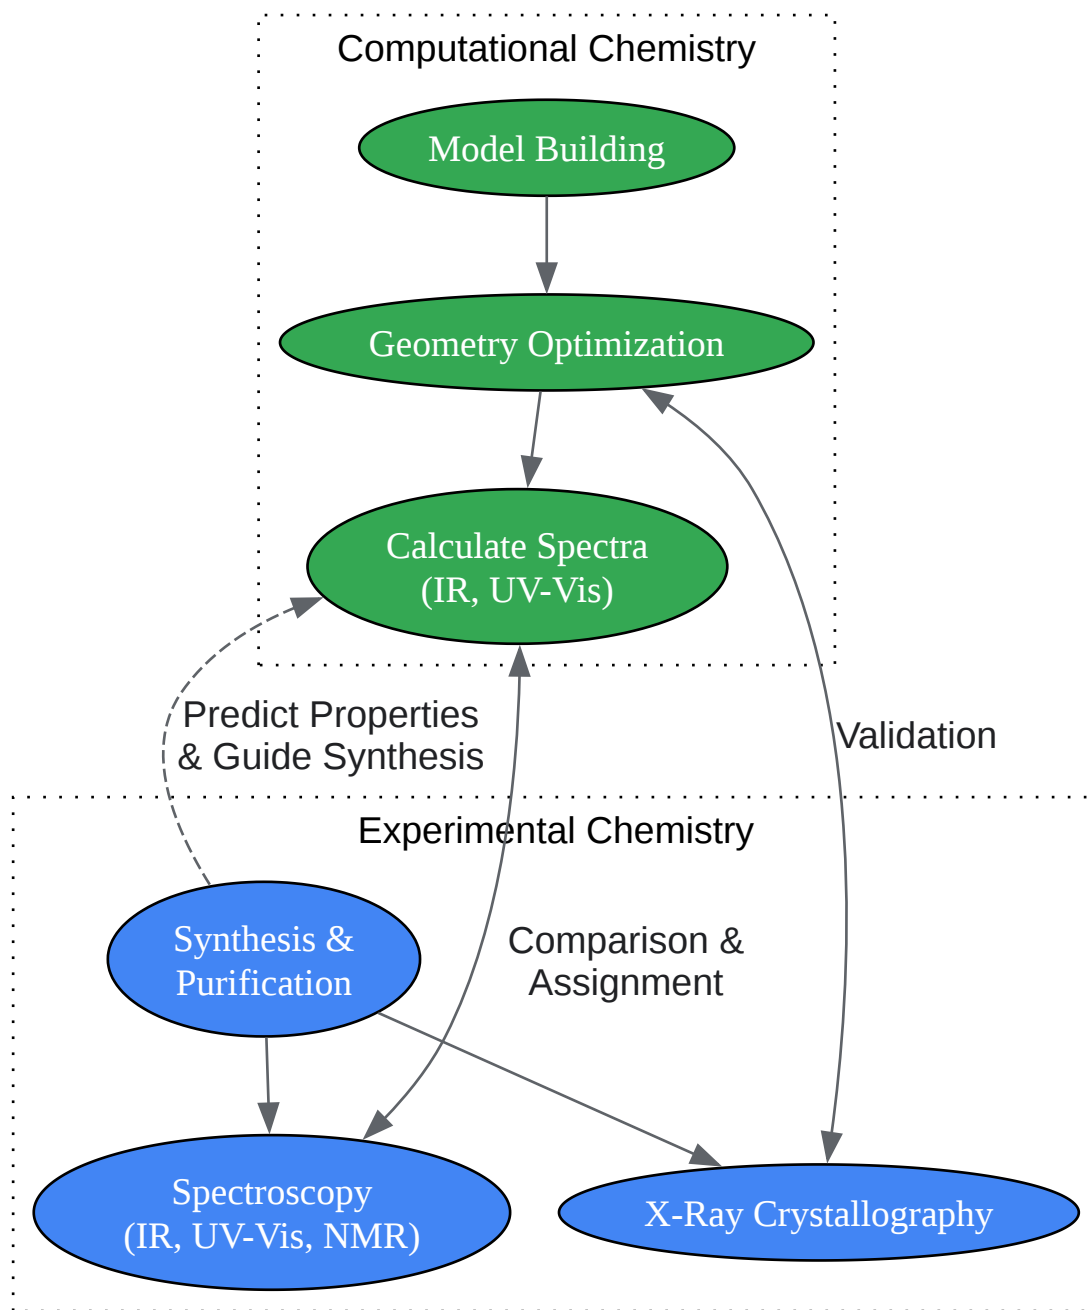 Computational Chemistry
Model Building
Geometry Optimization
Calculate Spectra
(IR, UV-Vis)
Predict Properties
& Guide Synthesis
Validation
Experimental Chemistry
Synthesis &
Purification
Comparison &
Assignment
Spectroscopy
(IR, UV-Vis, NMR)
X-Ray Crystallography